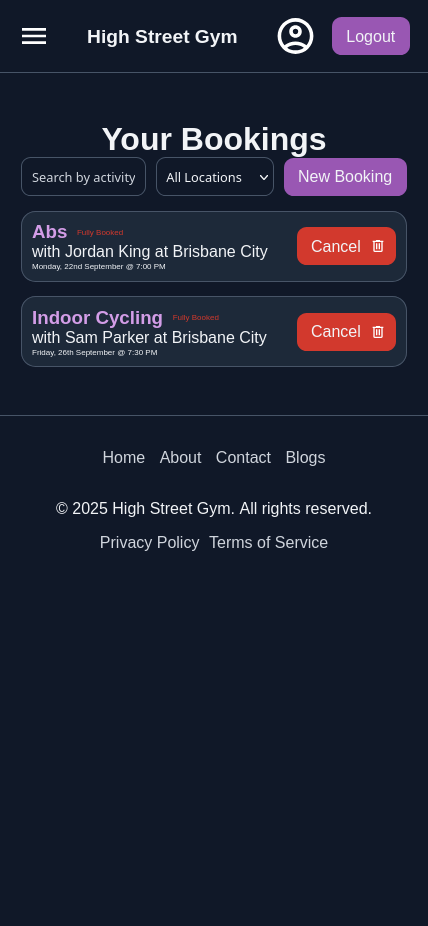 High Street Gym
Logout
Your Bookings
Search by activity
All Locations
New Booking
Abs Fully Booked
with Jordan King at Brisbane City
Monday, 22nd September @ 7:00 PM
Cancel
Indoor Cycling Fully Booked
with Sam Parker at Brisbane City
Friday, 26th September @ 7:30 PM
Cancel
Home About Contact Blogs
© 2025 High Street Gym. All rights reserved.
Privacy Policy Terms of Service